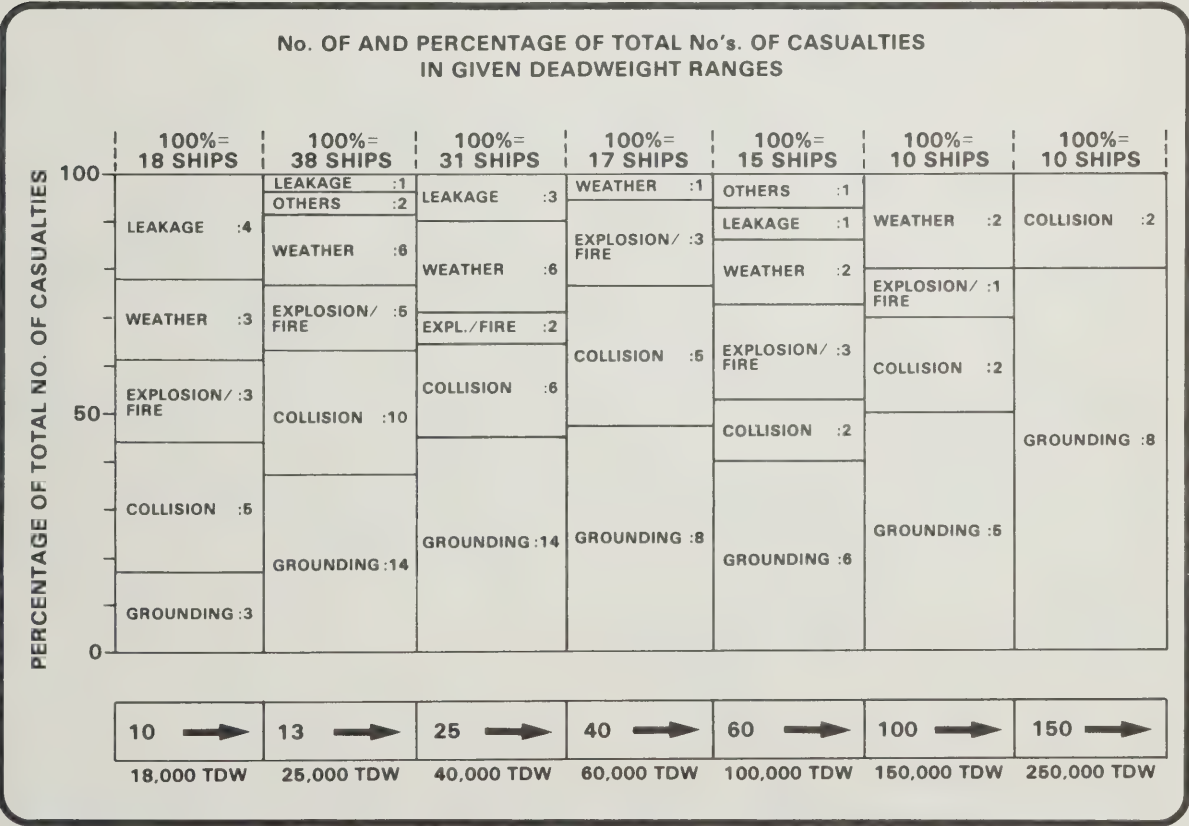 No. OF AND PERCENTAGE OF TOTAL No's. OF CASUALTIES
IN GIVEN DEADWEIGHT RANGES
PERCENTAGE OF TOTAL NO. OF CASUALTIES
100
50
0
100%=
18 SHIPS
LEAKAGE :4
WEATHER :3
EXPLOSION/ :3
FIRE
COLLISION :5
GROUNDING :3
10
18,000 TDW
100%=
38 SHIPS
LEAKAGE :1
OTHERS :2
WEATHER :6
EXPLOSION/ :5
FIRE
COLLISION :10
GROUNDING :14
13
25,000 TDW
100%=
31 SHIPS
LEAKAGE :3
WEATHER :6
EXPL./FIRE :2
COLLISION :6
GROUNDING :14
25
40,000 TDW
100%=
17 SHIPS
WEATHER :1
EXPLOSION/ :3
FIRE
COLLISION :5
GROUNDING :8
40
60,000 TDW
100%=
15 SHIPS
OTHERS :1
LEAKAGE :1
WEATHER :2
EXPLOSION/ :3
FIRE
COLLISION :2
GROUNDING :6
60
100,000 TDW
100%=
10 SHIPS
WEATHER :2
EXPLOSION/ :1
FIRE
COLLISION :2
GROUNDING :5
100
150,000 TDW
100%=
10 SHIPS
COLLISION :2
GROUNDING :8
150
250,000 TDW